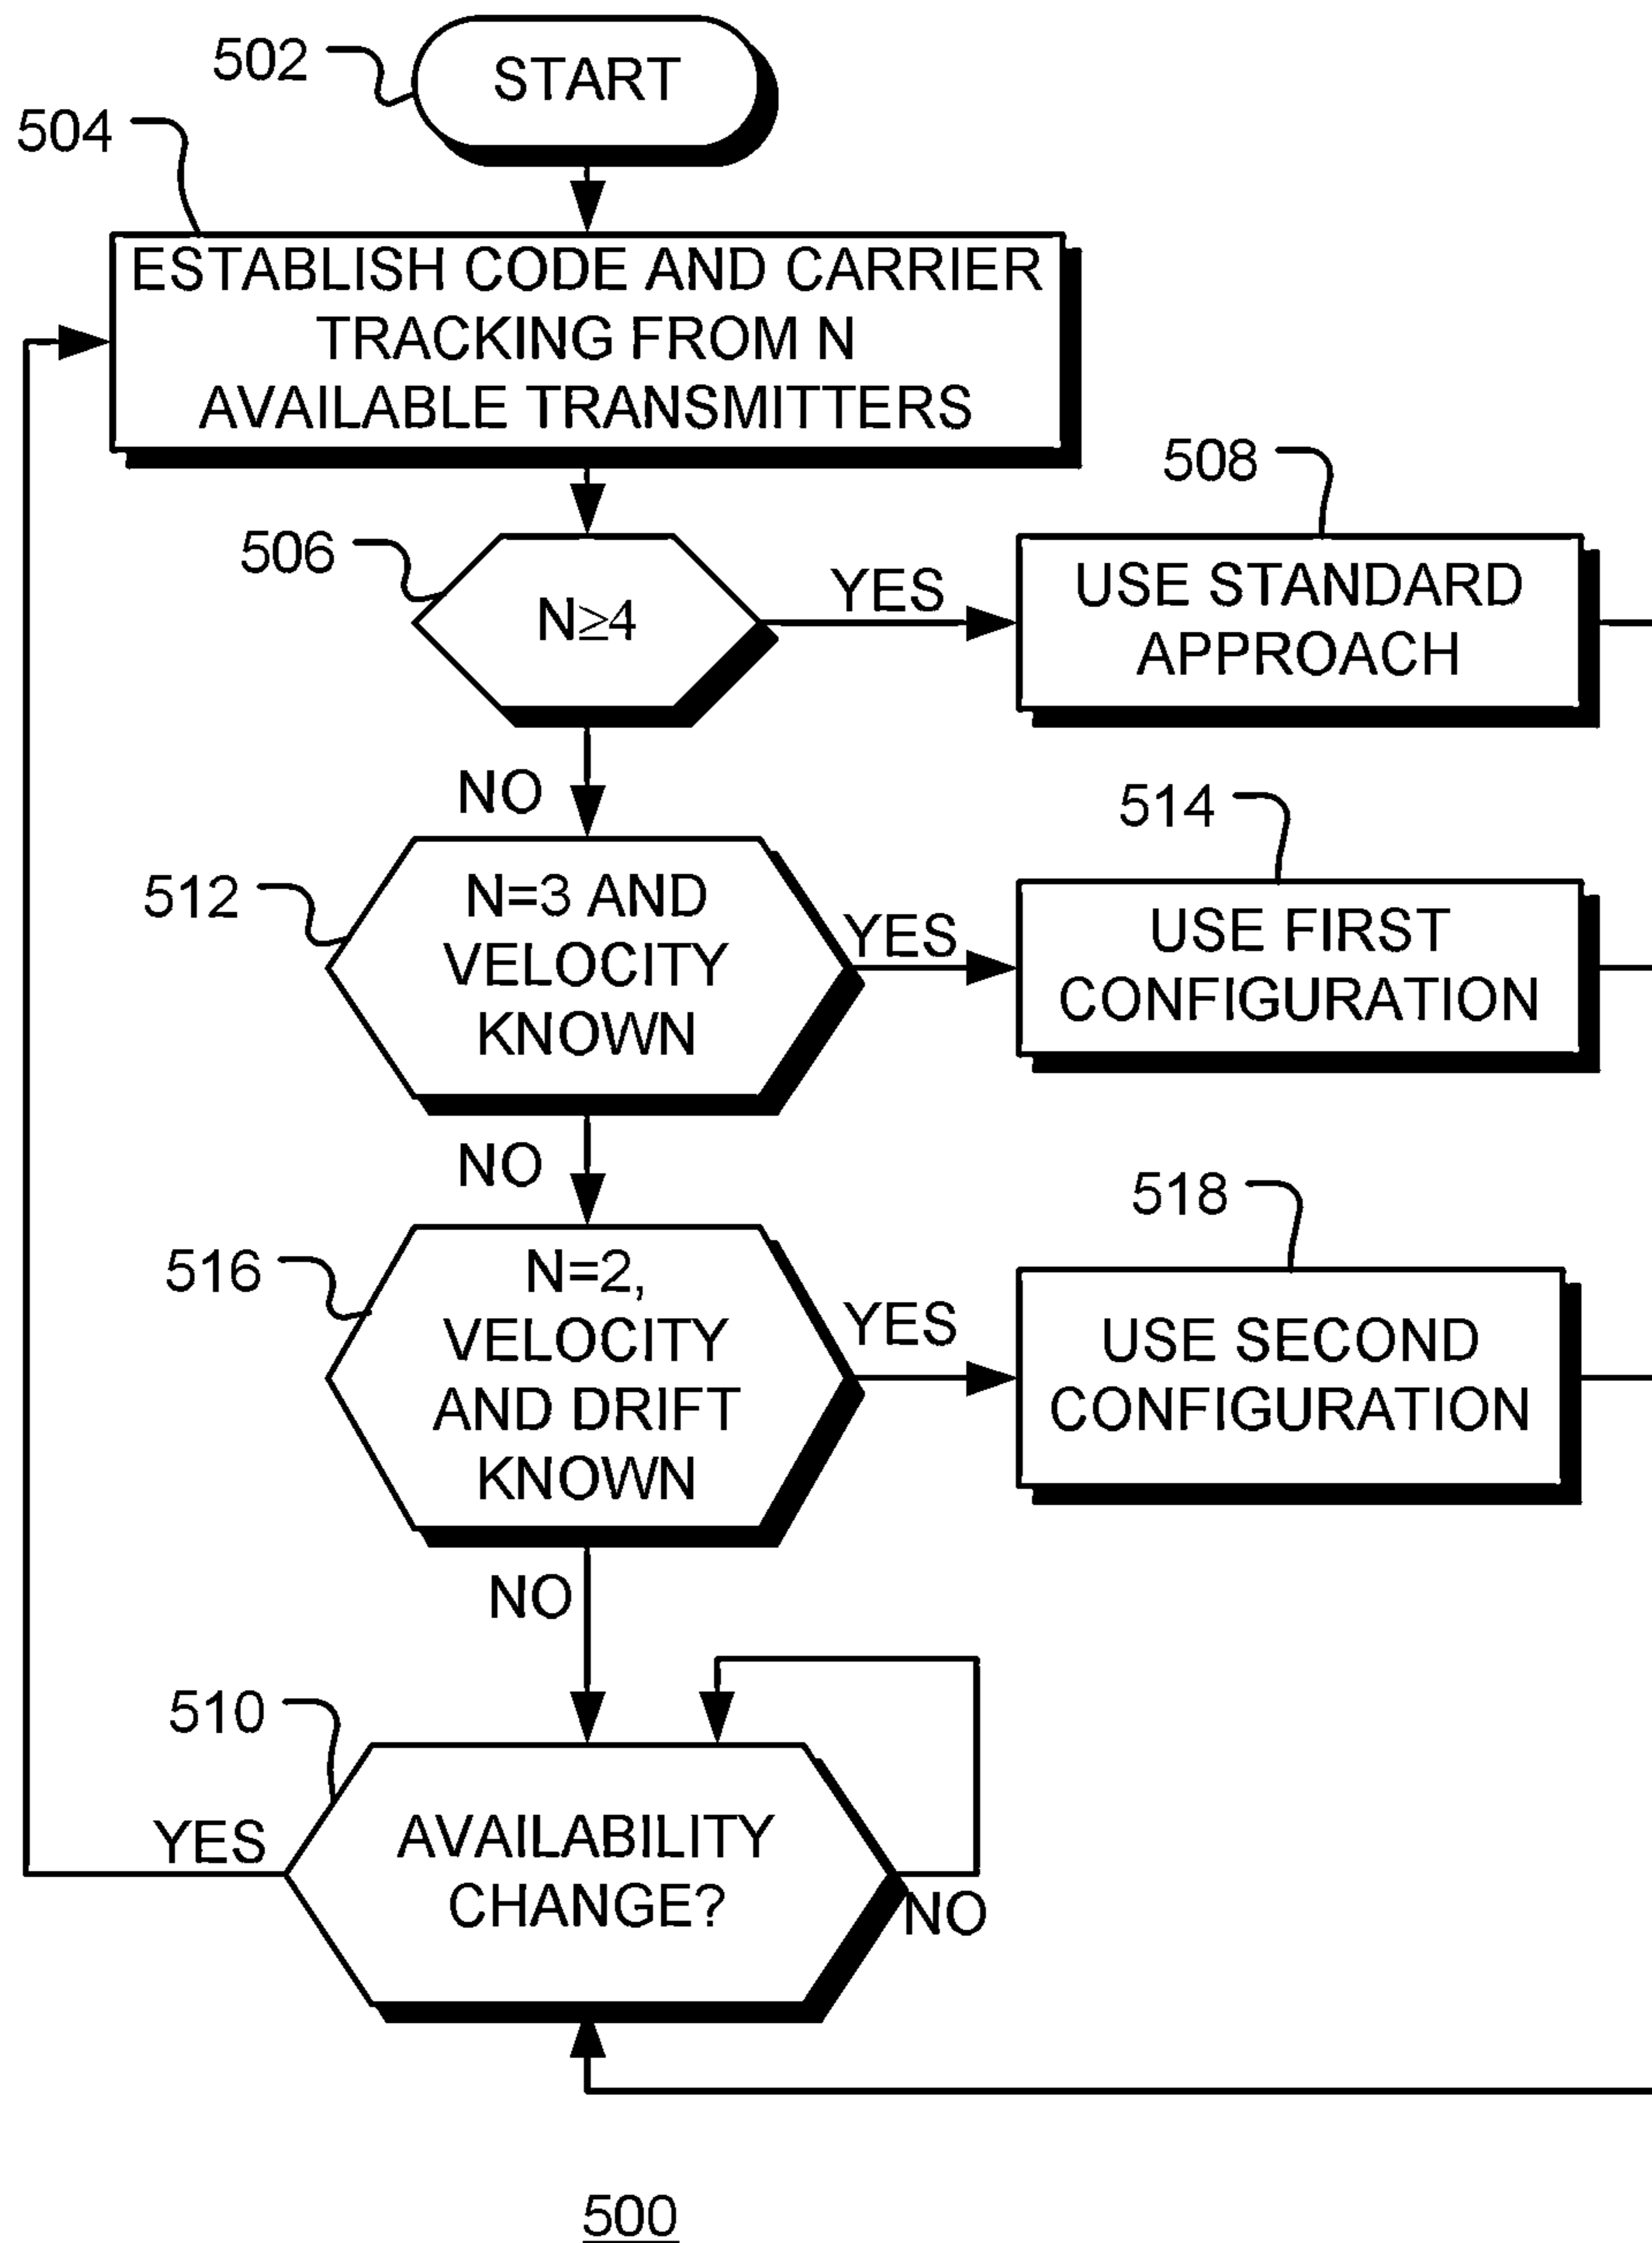 502
START
504
ESTABLISH CODE AND CARRIER
TRACKING FROM N
AVAILABLE TRANSMITTERS
506
N≥4
YES
508
USE STANDARD
APPROACH
NO
512
N=3 AND
VELOCITY
KNOWN
YES
514
USE FIRST
CONFIGURATION
NO
516
N=2,
VELOCITY
AND DRIFT
KNOWN
YES
518
USE SECOND
CONFIGURATION
NO
510
AVAILABILITY
CHANGE?
YES
NO
500